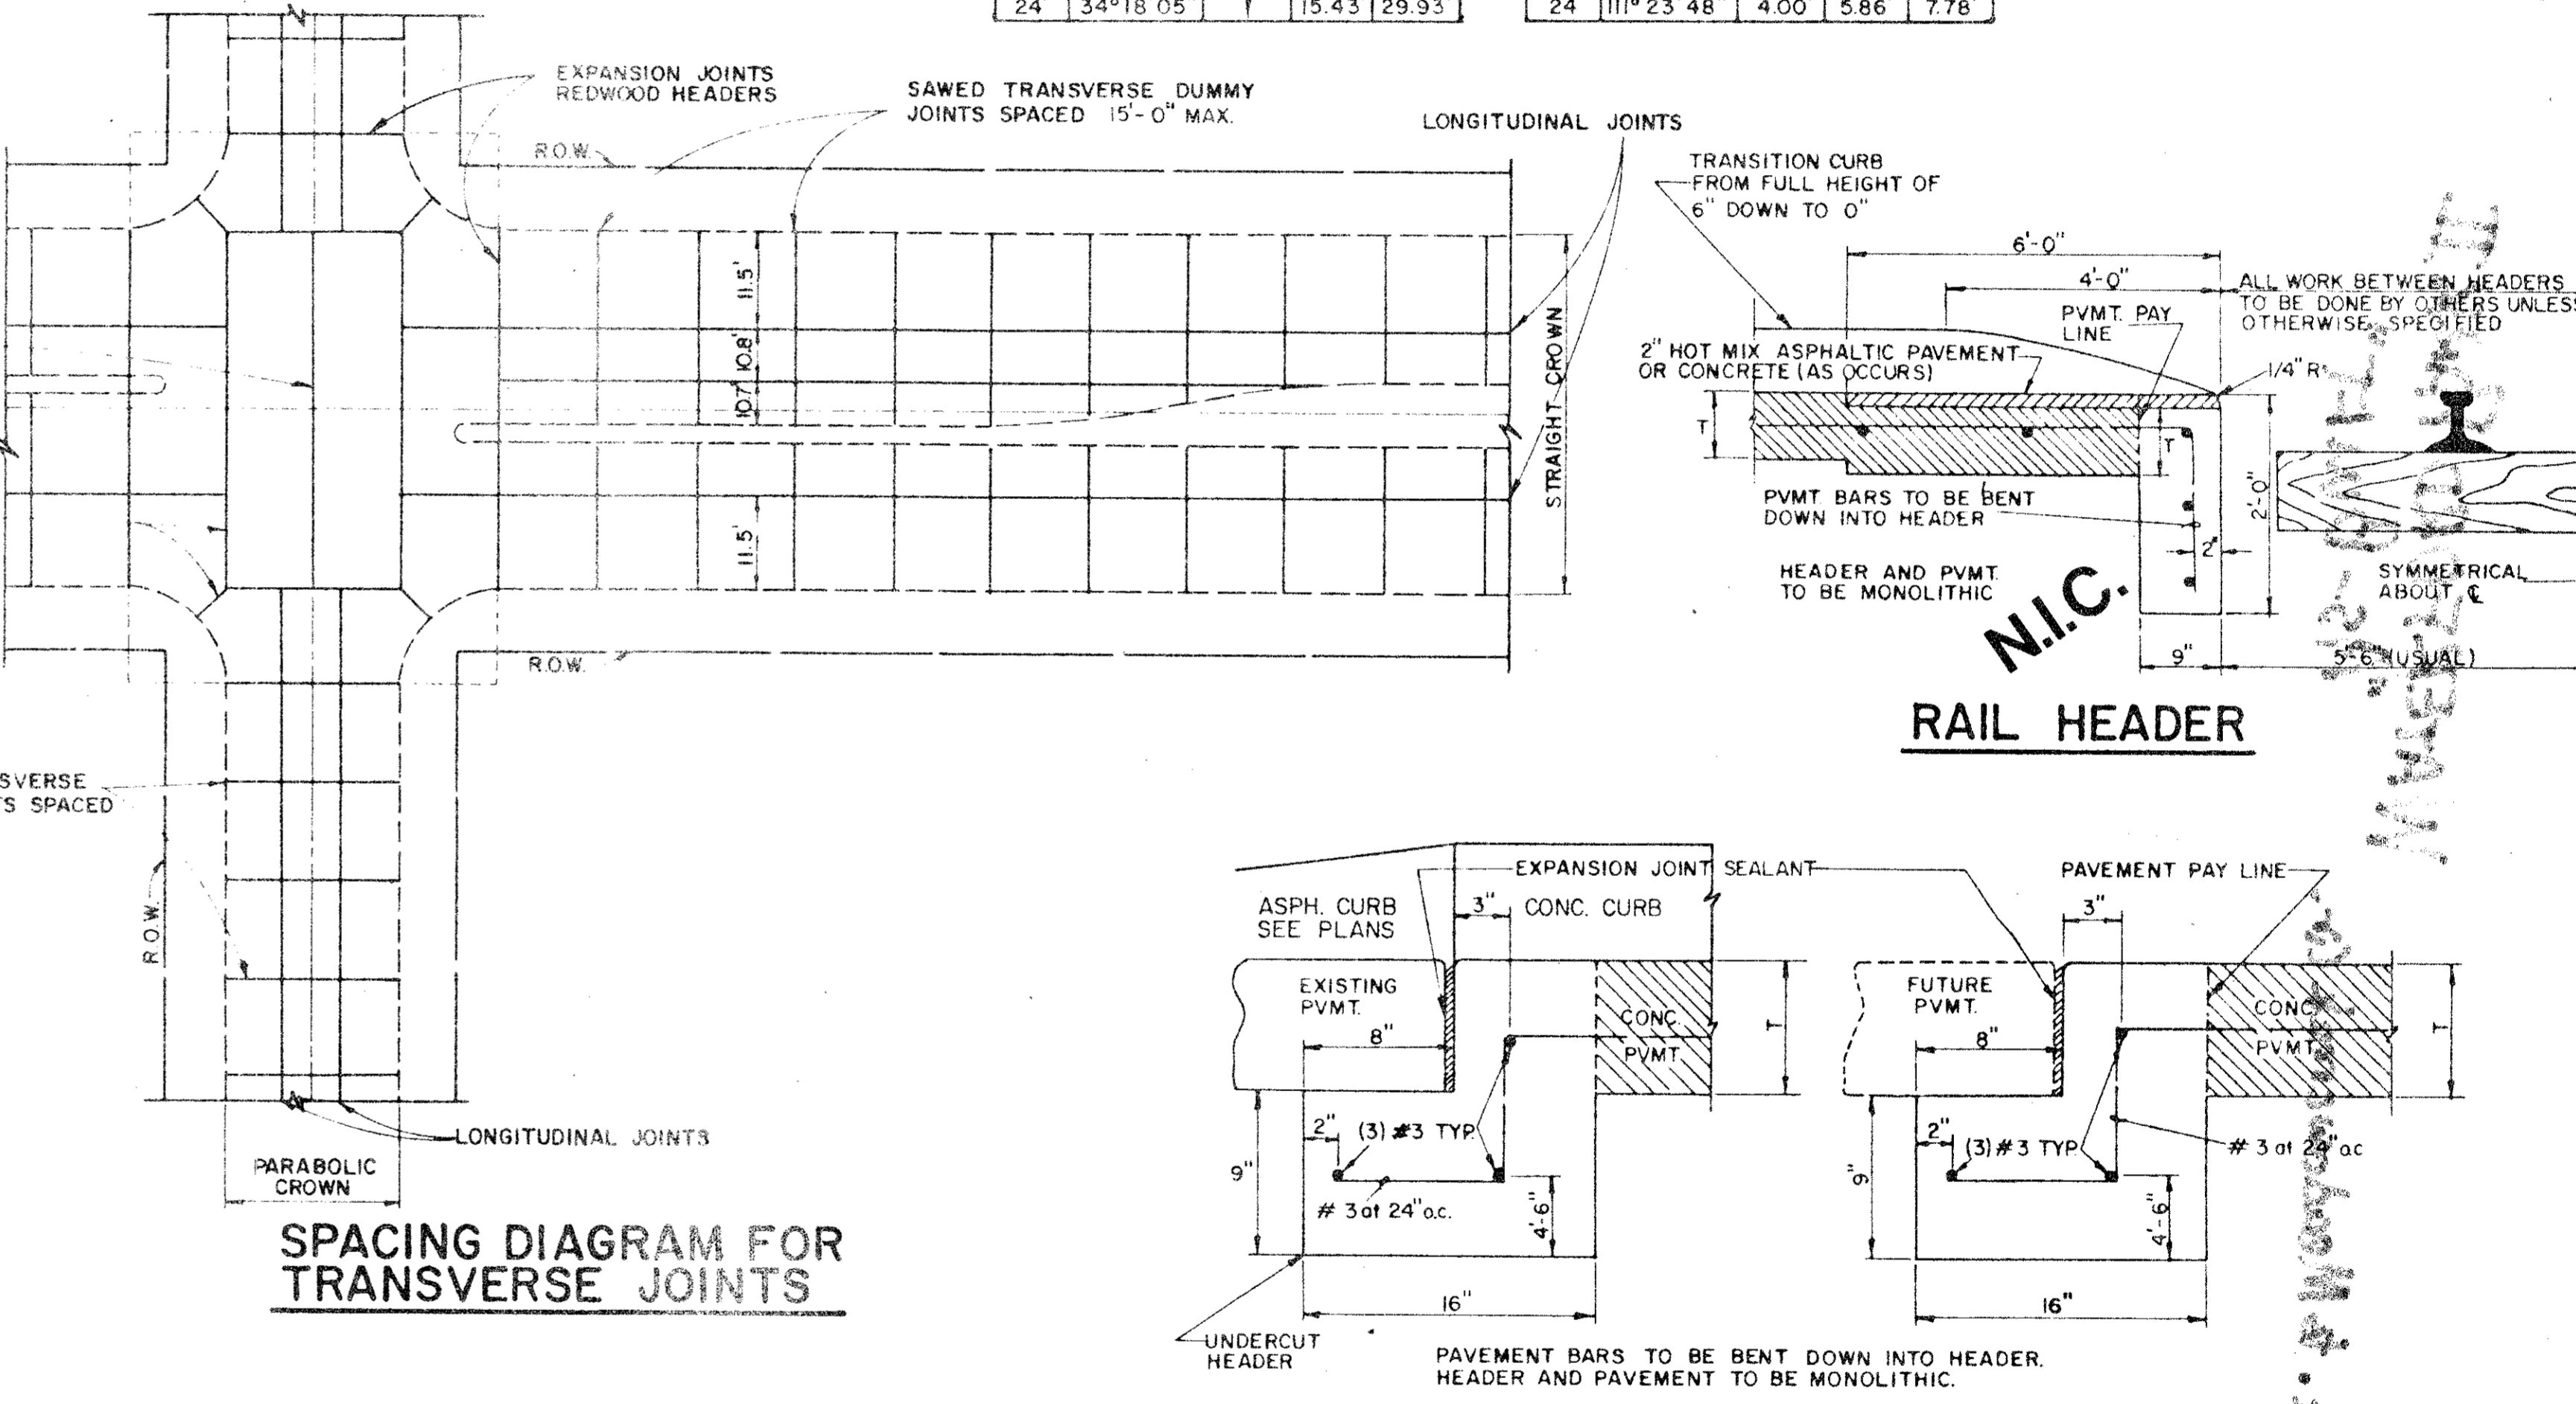 24 34°18'05" 15.43 29.93'
24 111°23'48" 4.00 5.86' 7.78'
EXPANSION JOINTS
REDWOOD HEADERS
SAWED TRANSVERSE DUMMY
JOINTS SPACED 15'-0" MAX.
LONGITUDINAL JOINTS
R.O.W.
11.5'
10.8'
10.7'
11.5'
STRAIGHT CROWN
R.O.W.
SVERSE
TS SPACED
R.O.W.
LONGITUDINAL JOINTS
PARABOLIC
CROWN
SPACING DIAGRAM FOR
TRANSVERSE JOINTS
TRANSITION CURB
FROM FULL HEIGHT OF
6" DOWN TO 0"
6'-0"
4'-0"
ALL WORK BETWEEN HEADERS
TO BE DONE BY OTHERS UNLESS
OTHERWISE SPECIFIED
PVMT. PAY
LINE
2" HOT MIX ASPHALTIC PAVEMENT
OR CONCRETE (AS OCCURS)
1/4" R
T
T
PVMT. BARS TO BE BENT
DOWN INTO HEADER
2'-0"
2"
HEADER AND PVMT.
TO BE MONOLITHIC
SYMMETRICAL
ABOUT ℄
N.I.C.
9"
5'-6" (USUAL)
RAIL HEADER
EXPANSION JOINT SEALANT
PAVEMENT PAY LINE
ASPH. CURB
SEE PLANS
3"
CONC. CURB
3"
EXISTING
PVMT.
8"
CONC.
PVMT.
T
FUTURE
PVMT.
8"
CONC.
PVMT.
T
9"
2"
(3) #3 TYP.
# 3 at 24" o.c.
4'-6"
16"
9"
2"
(3) #3 TYP.
# 3 at 24" o.c
4'-6"
16"
UNDERCUT
HEADER
PAVEMENT BARS TO BE BENT DOWN INTO HEADER.
HEADER AND PAVEMENT TO BE MONOLITHIC.